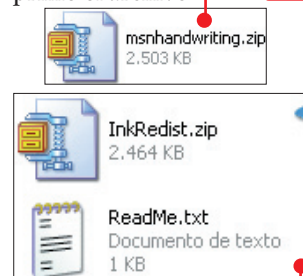 msnhandwriting.zip
2.503 KB
InkRedist.zip
2.464 KB
ReadMe.txt
Documento de texto
1 KB